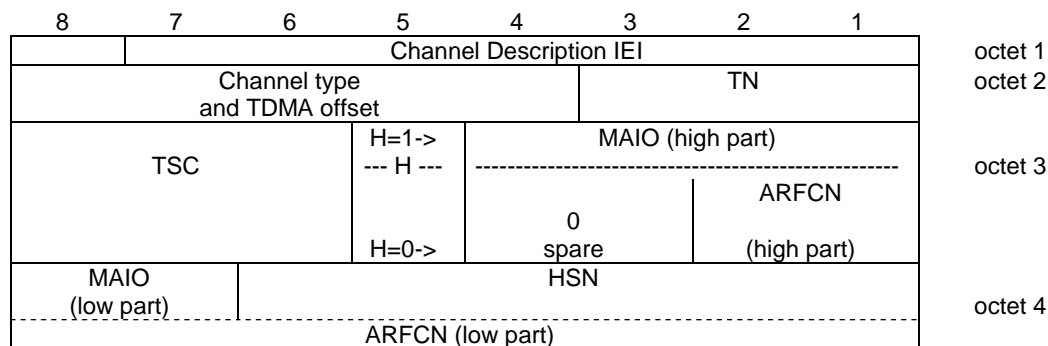 8 7 6 5 4 3 2 1
Channel Description IEI octet 1
Channel type TN octet 2
and TDMA offset
H=1-> MAIO (high part)
TSC --- H --- ---------------------------------------------------- octet 3
ARFCN
0
H=0-> spare (high part)
MAIO HSN
(low part) octet 4
ARFCN (low part)